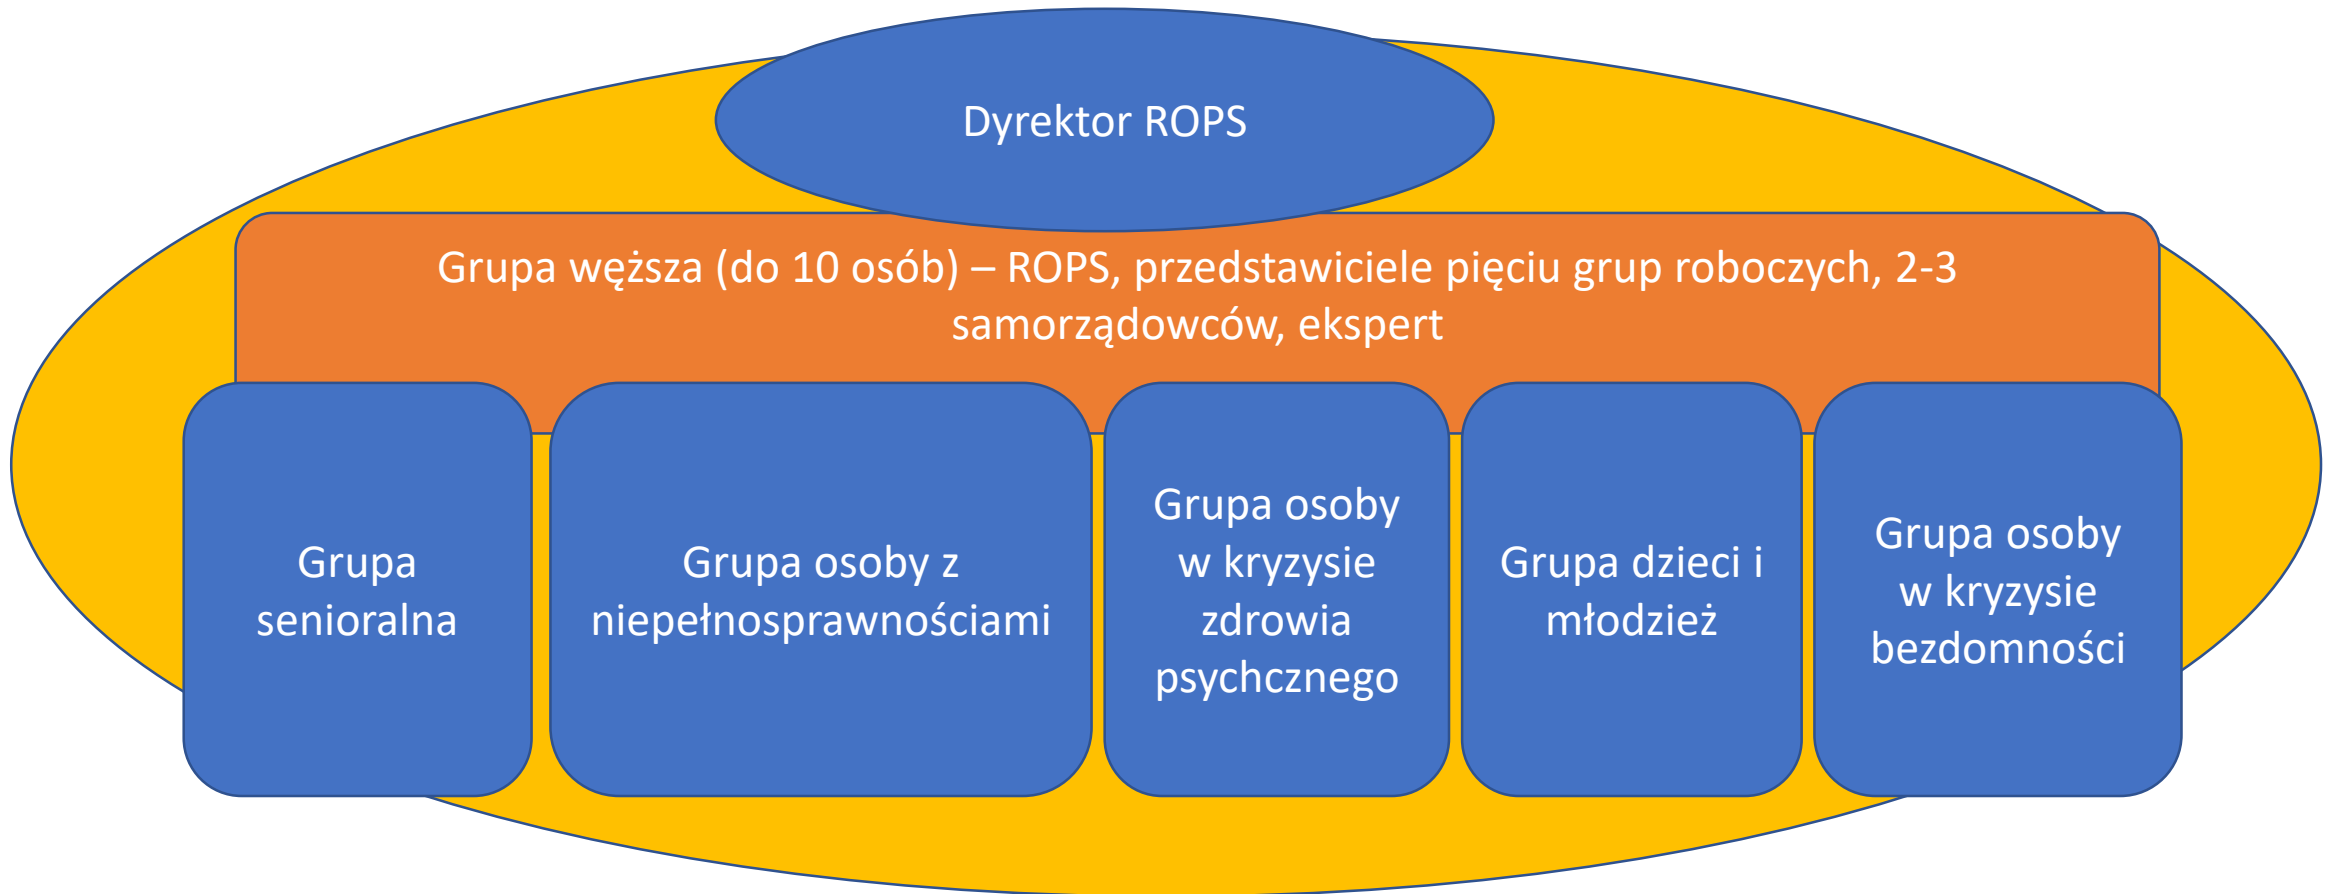 Dyrektor ROPS
Grupa węższa (do 10 osób) – ROPS, przedstawiciele pięciu grup roboczych, 2-3
samorządowców, ekspert
Grupa
senioralna
Grupa osoby z
niepełnosprawnościami
Grupa osoby
w kryzysie
zdrowia
psychcznego
Grupa dzieci i
młodzież
Grupa osoby
w kryzysie
bezdomności